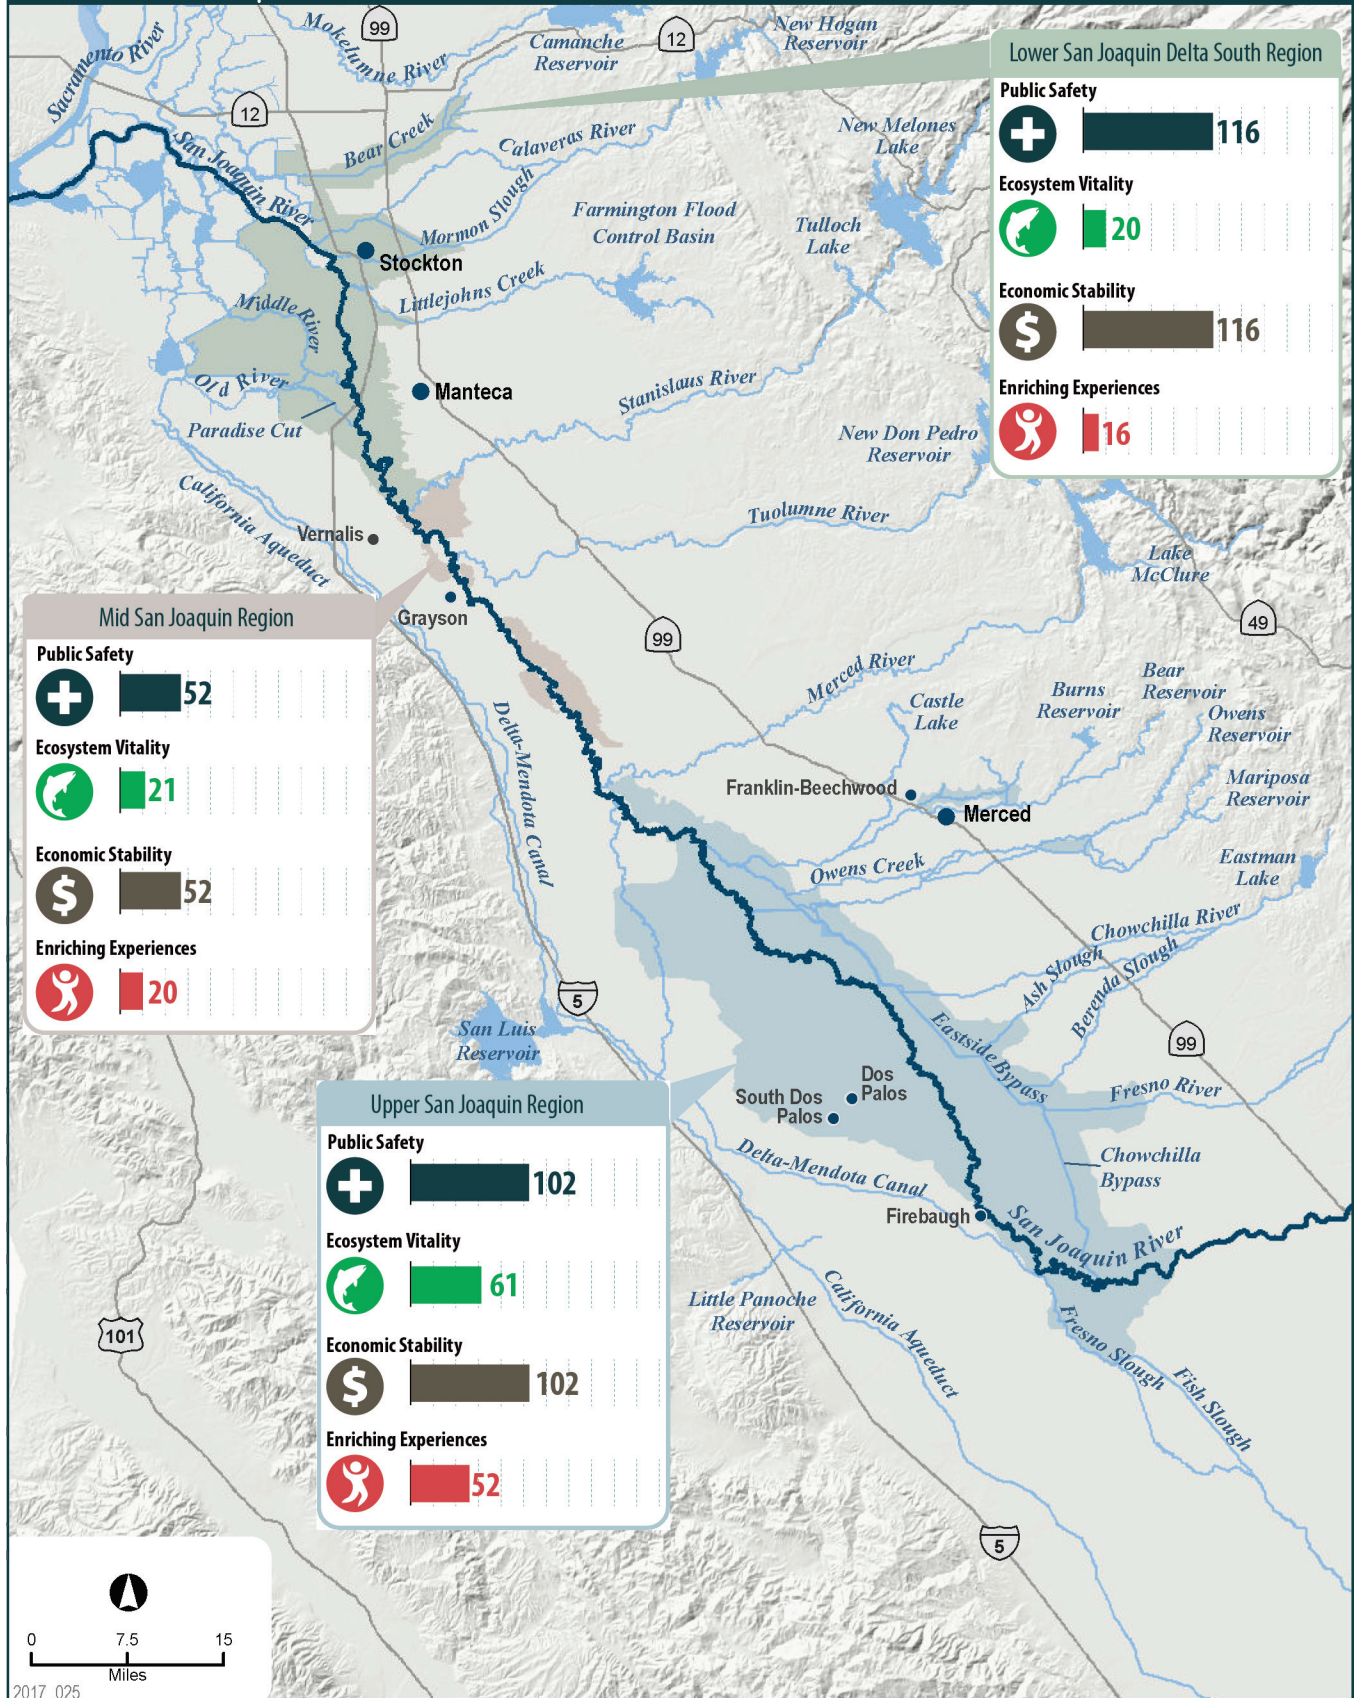 Sacramento River
Mokelumne River
99
12
Camanche
Reservoir
12
New Hogan
Reservoir
Bear Creek
Calaveras River
San Joaquin River
Mormon Slough
Farmington Flood
Control Basin
New Melones
Lake
Tulloch
Lake
Stockton
Littlejohns Creek
Middle River
Old River
Paradise Cut
Manteca
Stanislaus River
New Don Pedro
Reservoir
California Aqueduct
Vernalis
Tuolumne River
Lake
McClure
49
Grayson
99
Merced River
Castle
Lake
Burns
Reservoir
Bear
Reservoir
Owens
Reservoir
Mariposa
Reservoir
Franklin-Beechwood
Merced
Owens Creek
Eastman
Lake
Delta-Mendota Canal
Chowchilla River
Ash Slough
Berenda Slough
5
San Luis
Reservoir
Eastside Bypass
99
Fresno River
Dos
Palos
South Dos
Palos
Delta-Mendota Canal
Chowchilla
Bypass
Firebaugh
San Joaquin River
Little Panoche
Reservoir
California Aqueduct
Fresno Slough
Fish Slough
101
5
Lower San Joaquin Delta South Region
Public Safety
116
Ecosystem Vitality
20
Economic Stability
$
116
Enriching Experiences
16
Mid San Joaquin Region
Public Safety
52
Ecosystem Vitality
21
Economic Stability
$
52
Enriching Experiences
20
Upper San Joaquin Region
Public Safety
102
Ecosystem Vitality
61
Economic Stability
$
102
Enriching Experiences
52
0 7.5 15
Miles
2017_025